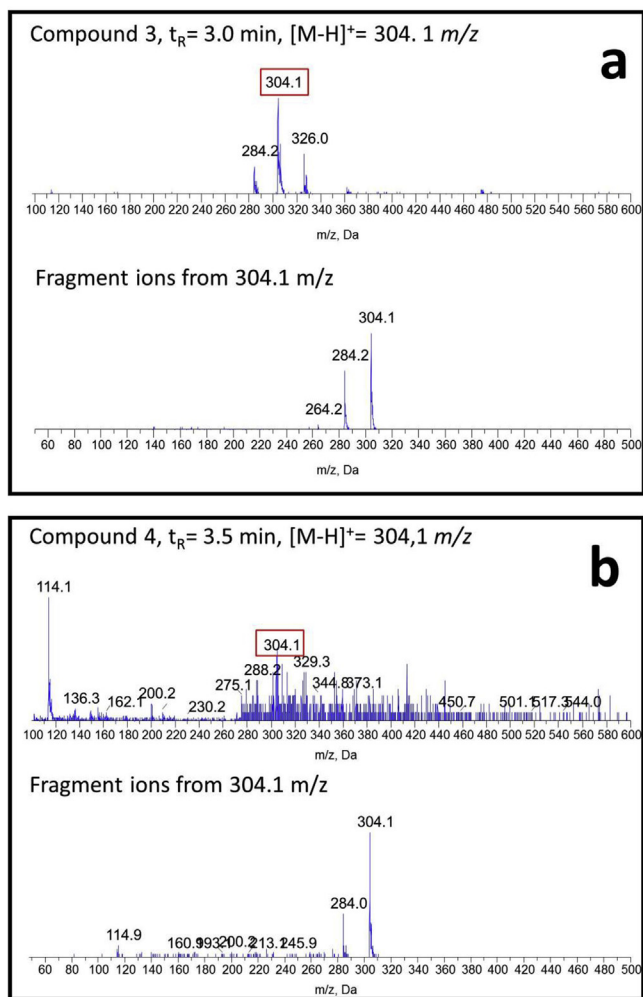 Compound 3, tR= 3.0 min, [M-H]+= 304. 1 m/z
a
304.1
284.2
326.0
100 120 140 160 180 200 220 240 260 280 300 320 340 360 380 400 420 440 460 480 500 520 540 560 580 600
m/z, Da
Fragment ions from 304.1 m/z
304.1
284.2
264.2
60 80 100 120 140 160 180 200 220 240 260 280 300 320 340 360 380 400 420 440 460 480 500
m/z, Da
Compound 4, tR= 3.5 min, [M-H]+= 304,1 m/z
b
114.1
304.1
329.3
288.2
275.1 344.8 373.1
136.3 162.1 200.2 230.2 450.7 501.1 517.3 544.0
100 120 140 160 180 200 220 240 260 280 300 320 340 360 380 400 420 440 460 480 500 520 540 560 580 600
m/z, Da
Fragment ions from 304.1 m/z
304.1
284.0
114.9
200.2 213.1 245.9
60 80 100 120 140 160 180 200 220 240 260 280 300 320 340 360 380 400 420 440 460 480 500
m/z, Da